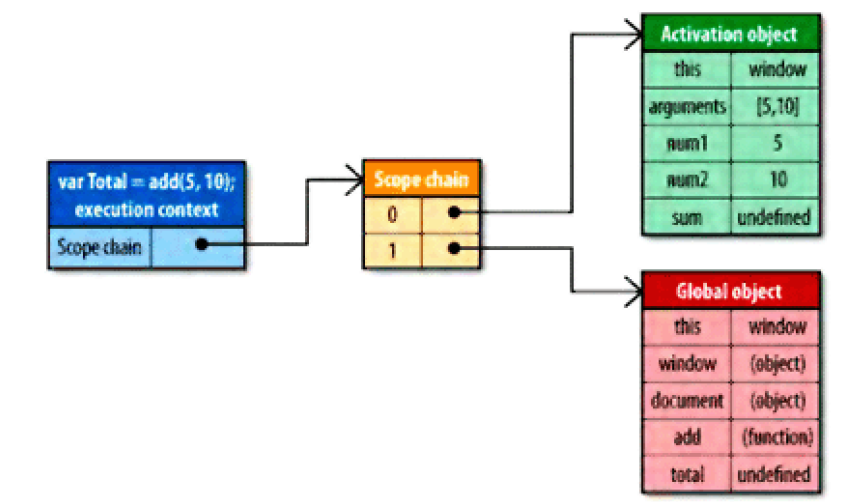 var Total = add(5, 10);
execution context
Scope chain
Scope chain
0
1
Activation object
this window
arguments [5,10]
num1 5
num2 10
sum undefined
Global object
this window
window (object)
document (object)
add (function)
total undefined